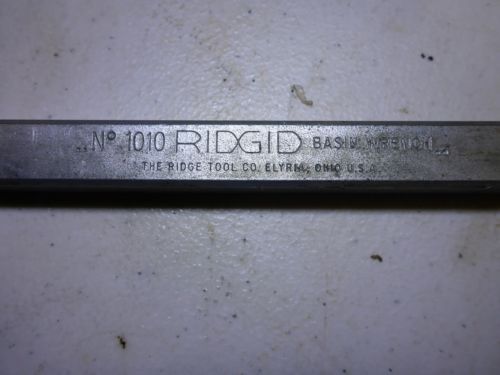 Nº 1010 RIDGID BASIN WRENCH
THE RIDGE TOOL CO. ELYRIA, OHIO U.S.A.